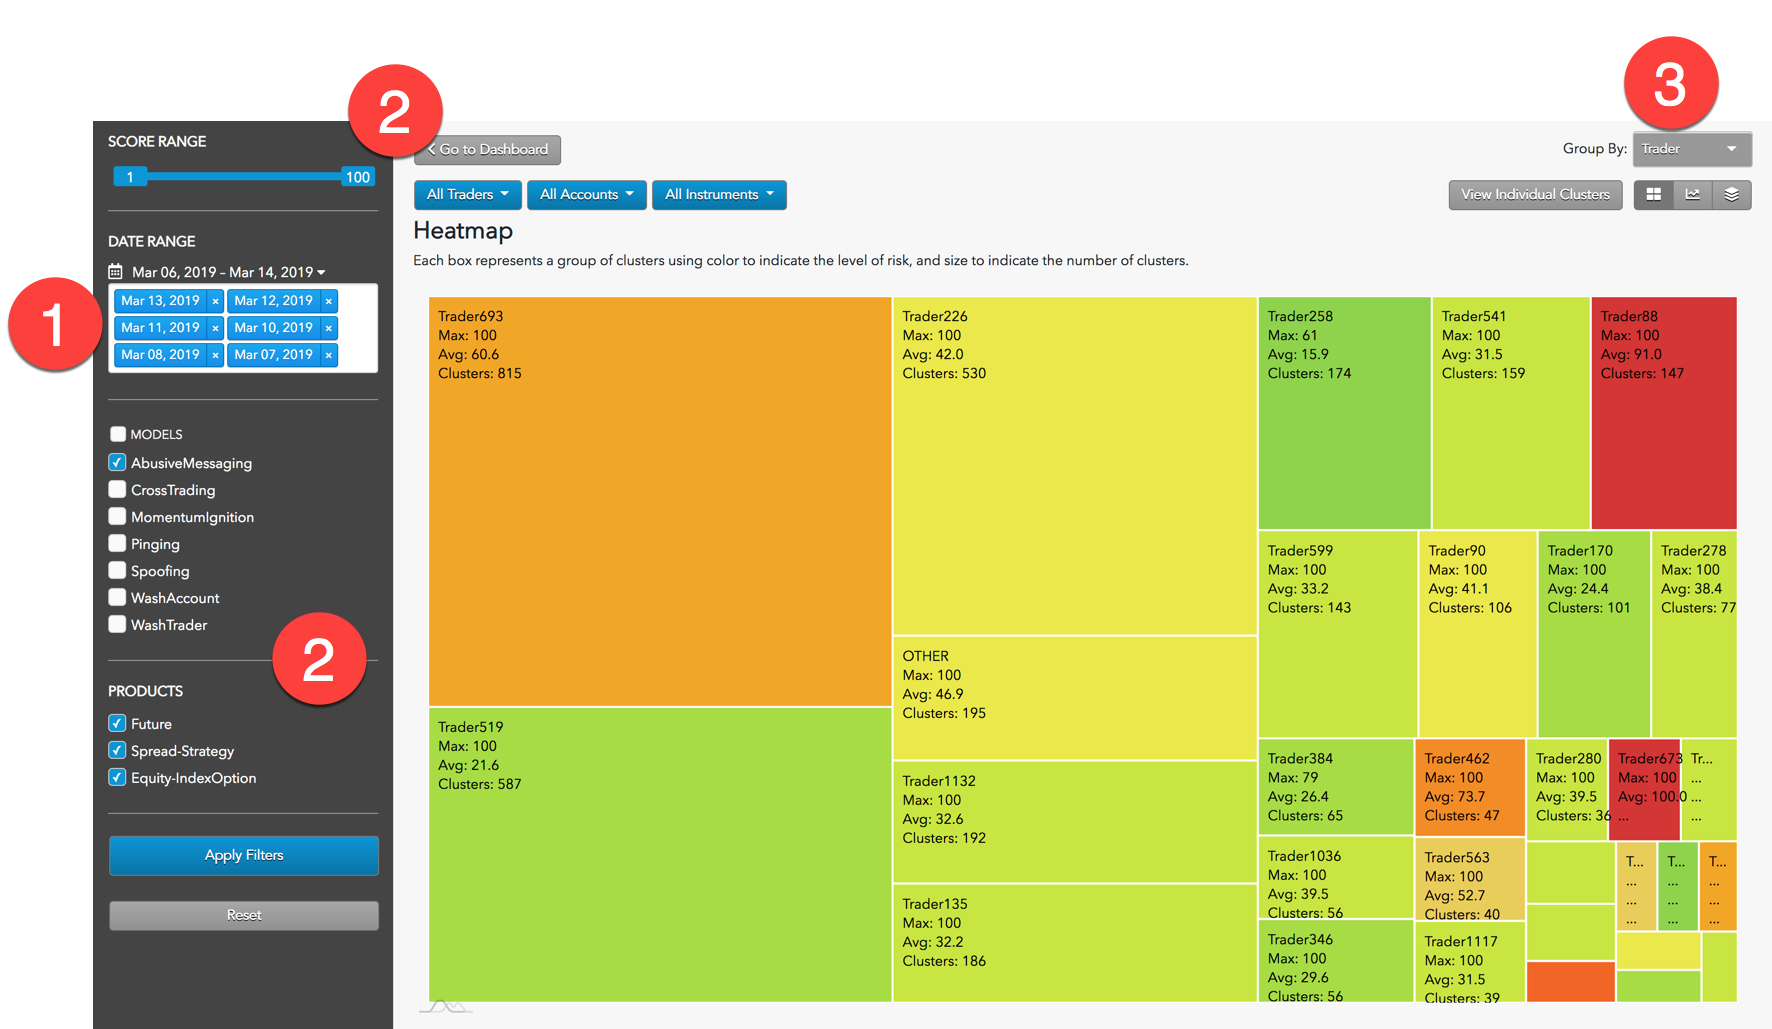 2
3
SCORE RANGE
1
100
Go to Dashboard
Group By:
Trader
All Traders
All Accounts
All Instruments
View Individual Clusters
Heatmap
Each box represents a group of clusters using color to indicate the level of risk, and size to indicate the number of clusters.
DATE RANGE
Mar 06, 2019 - Mar 14, 2019
1
Mar 13, 2019 ×
Mar 12, 2019 ×
Mar 11, 2019 ×
Mar 10, 2019 ×
Mar 08, 2019 ×
Mar 07, 2019 ×
MODELS
AbusiveMessaging
CrossTrading
MomentumIgnition
Pinging
Spoofing
WashAccount
WashTrader
2
PRODUCTS
Future
Spread-Strategy
Equity-IndexOption
Apply Filters
Reset
Trader693
Max: 100
Avg: 60.6
Clusters: 815
Trader519
Max: 100
Avg: 21.6
Clusters: 587
Trader226
Max: 100
Avg: 42.0
Clusters: 530
OTHER
Max: 100
Avg: 46.9
Clusters: 195
Trader1132
Max: 100
Avg: 32.6
Clusters: 192
Trader135
Max: 100
Avg: 32.2
Clusters: 186
Trader258
Max: 61
Avg: 15.9
Clusters: 174
Trader541
Max: 100
Avg: 31.5
Clusters: 159
Trader88
Max: 100
Avg: 91.0
Clusters: 147
Trader599
Max: 100
Avg: 33.2
Clusters: 143
Trader90
Max: 100
Avg: 41.1
Clusters: 106
Trader170
Max: 100
Avg: 24.4
Clusters: 101
Trader278
Max: 100
Avg: 38.4
Clusters: 77
Trader384
Max: 79
Avg: 26.4
Clusters: 65
Trader462
Max: 100
Avg: 73.7
Clusters: 47
Trader280
Max: 100
Avg: 39.5
Clusters: 36
Trader673
Max: 100
Avg: 100.0
...
Tr...
...
...
...
Trader1036
Max: 100
Avg: 39.5
Clusters: 56
Trader563
Max: 100
Avg: 52.7
Clusters: 40
T...
...
...
...
T...
...
...
...
T...
...
...
...
Trader346
Max: 100
Avg: 29.6
Clusters: 56
Trader1117
Max: 100
Avg: 31.5
Clusters: 39